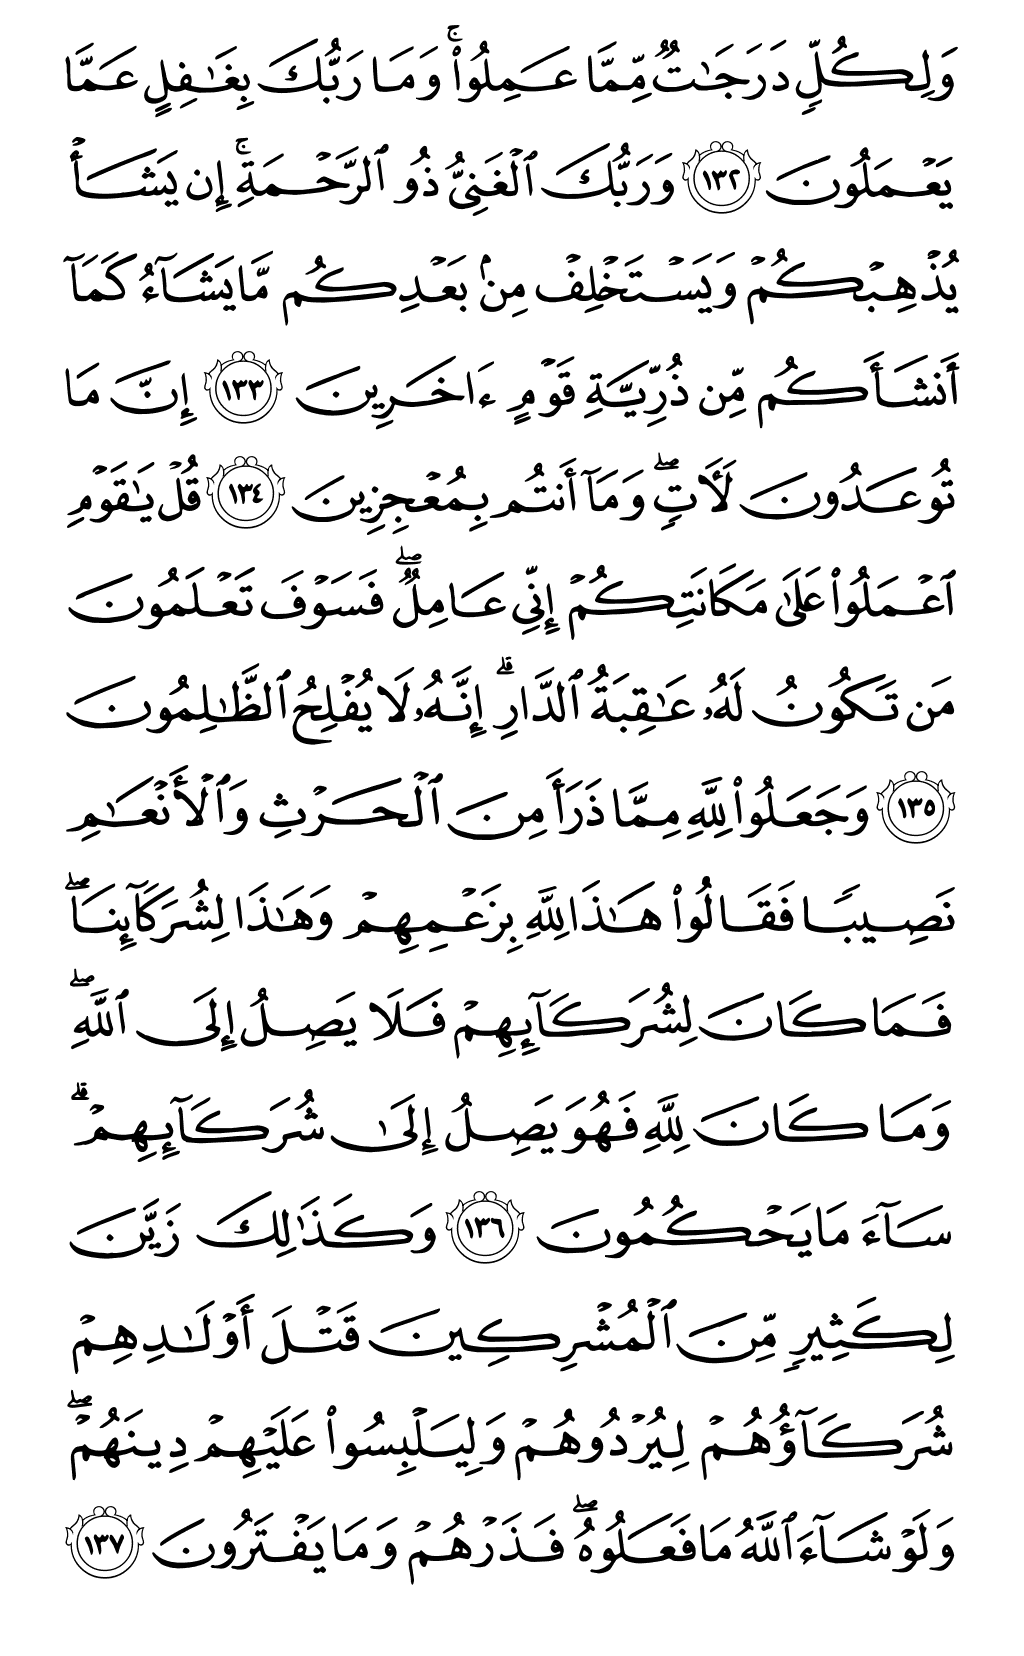 وَلِكُلٍّ دَرَجَٰتٌ مِّمَّا عَمِلُوا۟ ۚ وَمَا رَبُّكَ بِغَٰفِلٍ عَمَّا
يَعْمَلُونَ ١٣٢ وَرَبُّكَ ٱلْغَنِىُّ ذُو ٱلرَّحْمَةِ ۚ إِن يَشَأْ
يُذْهِبْكُمْ وَيَسْتَخْلِفْ مِنۢ بَعْدِكُم مَّا يَشَآءُ كَمَآ
أَنشَأَكُم مِّن ذُرِّيَّةِ قَوْمٍ ءَاخَرِينَ ١٣٣ إِنَّ مَا
تُوعَدُونَ لَـَٔاتٍ ۖ وَمَآ أَنتُم بِمُعْجِزِينَ ١٣٤ قُلْ يَٰقَوْمِ
ٱعْمَلُوا۟ عَلَىٰ مَكَانَتِكُمْ إِنِّى عَامِلٌ ۖ فَسَوْفَ تَعْلَمُونَ
مَن تَكُونُ لَهُۥ عَٰقِبَةُ ٱلدَّارِ ۗ إِنَّهُۥ لَا يُفْلِحُ ٱلظَّٰلِمُونَ
١٣٥ وَجَعَلُوا۟ لِلَّهِ مِمَّا ذَرَأَ مِنَ ٱلْحَرْثِ وَٱلْأَنْعَٰمِ
نَصِيبًا فَقَالُوا۟ هَٰذَا لِلَّهِ بِزَعْمِهِمْ وَهَٰذَا لِشُرَكَآئِنَا ۖ
فَمَا كَانَ لِشُرَكَآئِهِمْ فَلَا يَصِلُ إِلَى ٱللَّهِ ۖ
وَمَا كَانَ لِلَّهِ فَهُوَ يَصِلُ إِلَىٰ شُرَكَآئِهِمْ ۗ
سَآءَ مَا يَحْكُمُونَ ١٣٦ وَكَذَٰلِكَ زَيَّنَ
لِكَثِيرٍ مِّنَ ٱلْمُشْرِكِينَ قَتْلَ أَوْلَٰدِهِمْ
شُرَكَآؤُهُمْ لِيُرْدُوهُمْ وَلِيَلْبِسُوا۟ عَلَيْهِمْ دِينَهُمْ ۖ
وَلَوْ شَآءَ ٱللَّهُ مَا فَعَلُوهُ ۖ فَذَرْهُمْ وَمَا يَفْتَرُونَ ١٣٧